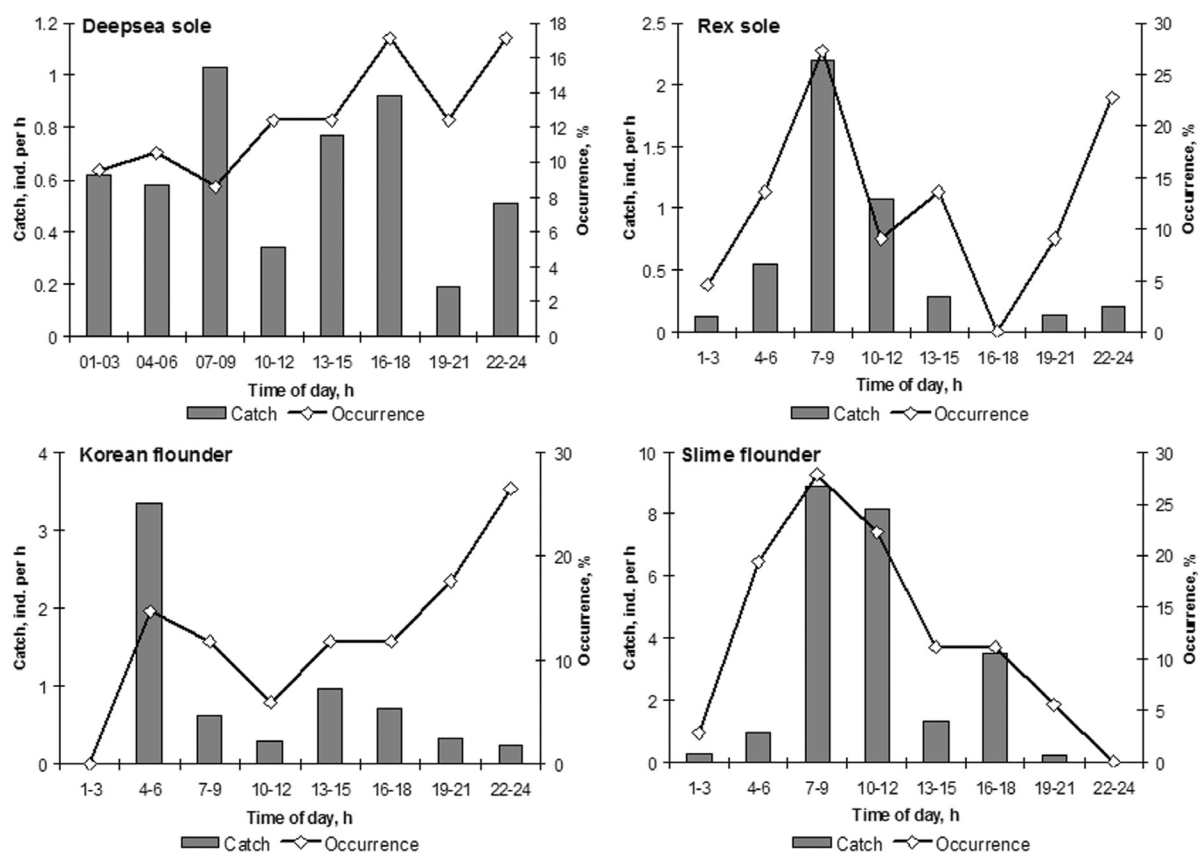 Deepsea sole
Catch, ind. per h
1.2
1
0.8
0.6
0.4
0.2
0
18
16
14
12
10
8
6
4
2
0
Occurrence, %
01-03 04-06 07-09 10-12 13-15 16-18 19-21 22-24
Time of day, h
Catch Occurrence
Rex sole
Catch, ind. per h
2.5
2
1.5
1
0.5
0
30
25
20
15
10
5
0
Occurrence, %
1-3 4-6 7-9 10-12 13-15 16-18 19-21 22-24
Time of day, h
Catch Occurrence
Korean flounder
Catch, ind. per h
4
3
2
1
0
30
20
10
0
Occurrence, %
1-3 4-6 7-9 10-12 13-15 16-18 19-21 22-24
Time of day, h
Catch Occurrence
Slime flounder
Catch, ind. per h
10
8
6
4
2
0
30
25
20
15
10
5
0
Occurrence, %
1-3 4-6 7-9 10-12 13-15 16-18 19-21 22-24
Time of day, h
Catch Occurrence